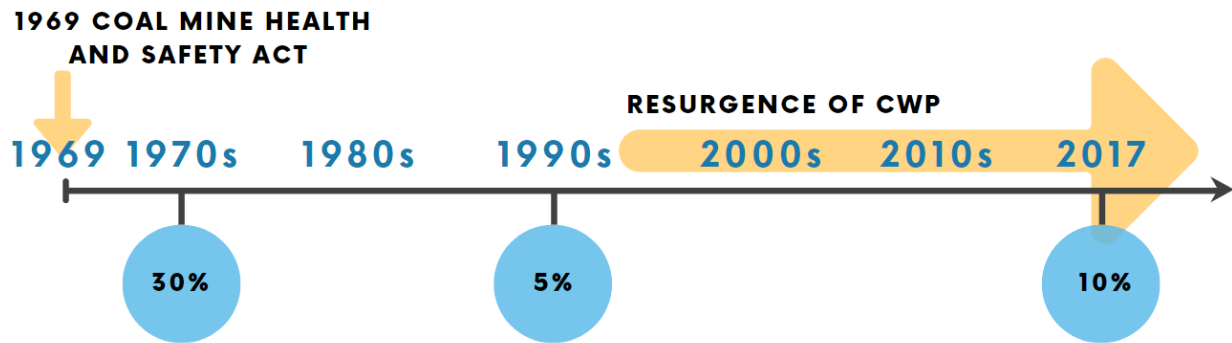 1969 COAL MINE HEALTH
AND SAFETY ACT
RESURGENCE OF CWP
1969 1970s 1980s 1990s 2000s 2010s 2017
30% 5% 10%